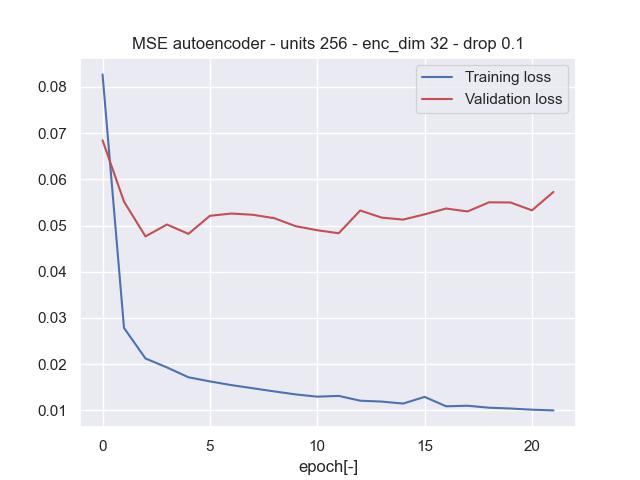 MSE autoencoder - units 256 - enc_dim 32 - drop 0.1
Training loss
Validation loss
0.08
0.07
0.06
0.05
0.04
0.03
0.02
0.01
0 5 10 15 20
epoch[-]